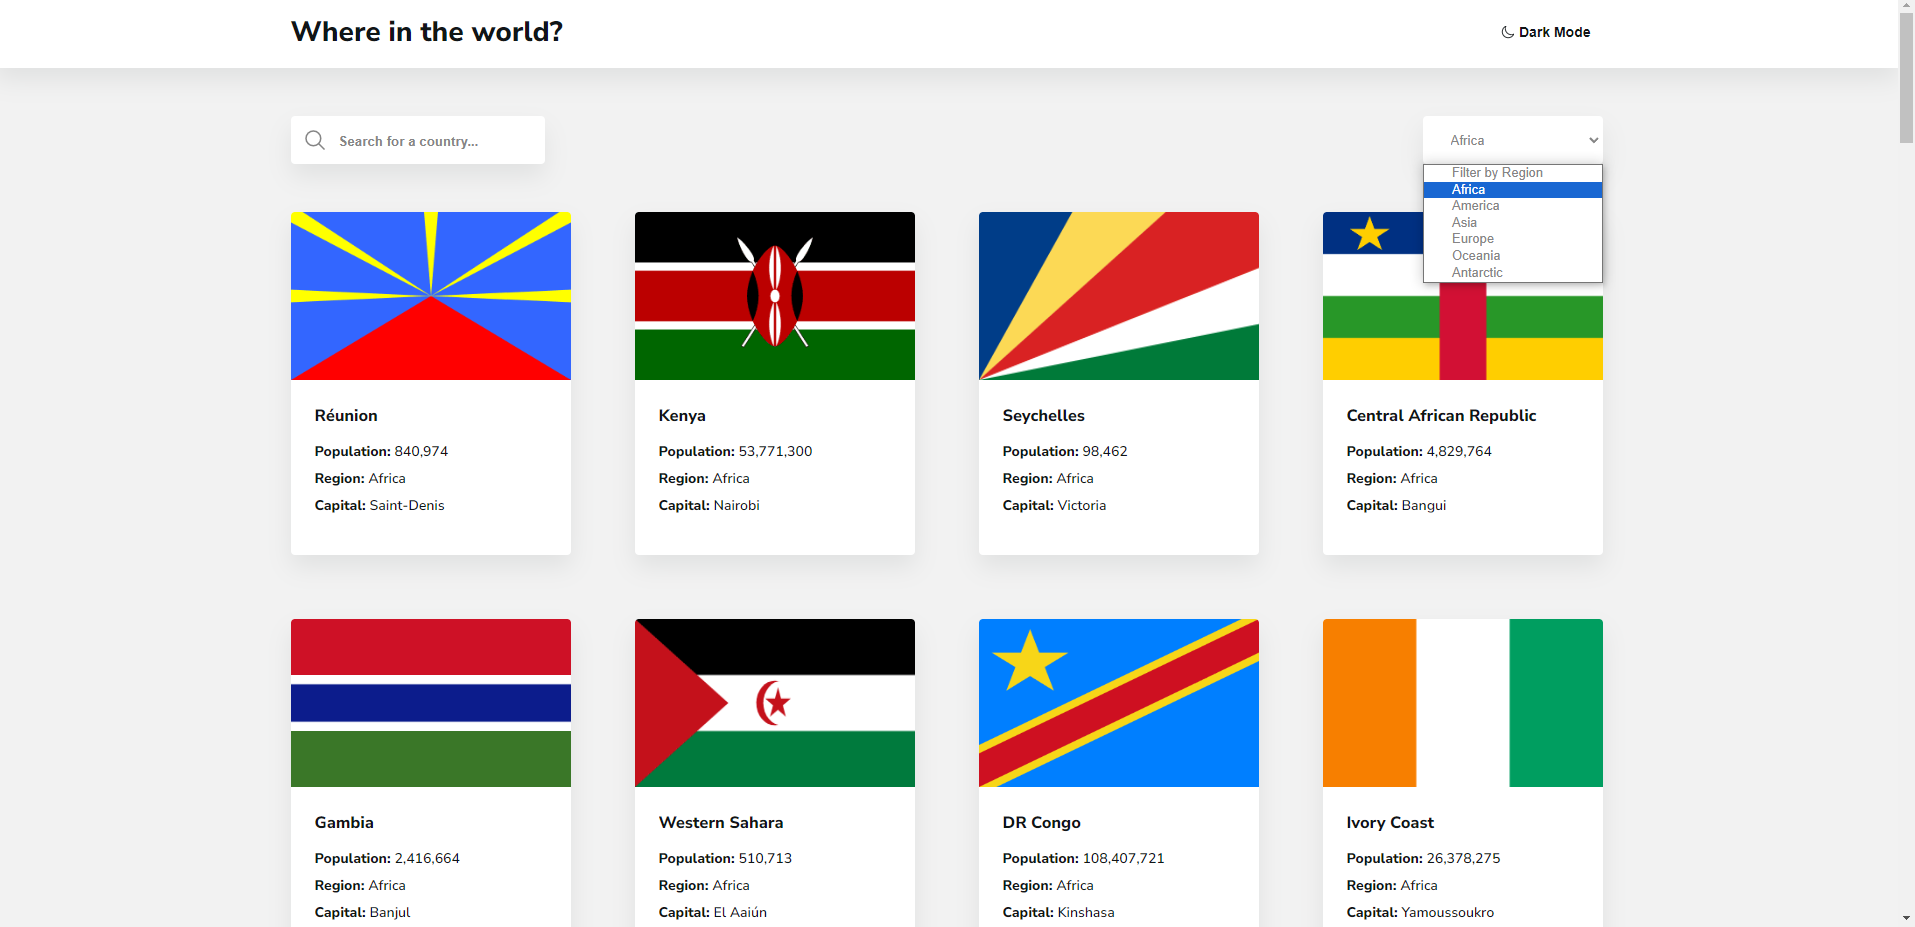 Where in the world?
Dark Mode
Search for a country...
Africa
Filter by Region
Africa
America
Asia
Europe
Oceania
Antarctic
Réunion
Population: 840,974
Region: Africa
Capital: Saint-Denis
Kenya
Population: 53,771,300
Region: Africa
Capital: Nairobi
Seychelles
Population: 98,462
Region: Africa
Capital: Victoria
Central African Republic
Population: 4,829,764
Region: Africa
Capital: Bangui
Gambia
Population: 2,416,664
Region: Africa
Capital: Banjul
Western Sahara
Population: 510,713
Region: Africa
Capital: El Aaiún
DR Congo
Population: 108,407,721
Region: Africa
Capital: Kinshasa
Ivory Coast
Population: 26,378,275
Region: Africa
Capital: Yamoussoukro